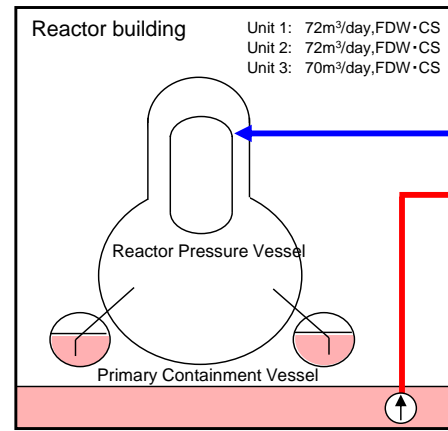 Reactor building
Unit 1: 72m³/day,FDW・CS
Unit 2: 72m³/day,FDW・CS
Unit 3: 70m³/day,FDW・CS
Reactor Pressure Vessel
Primary Containment Vessel